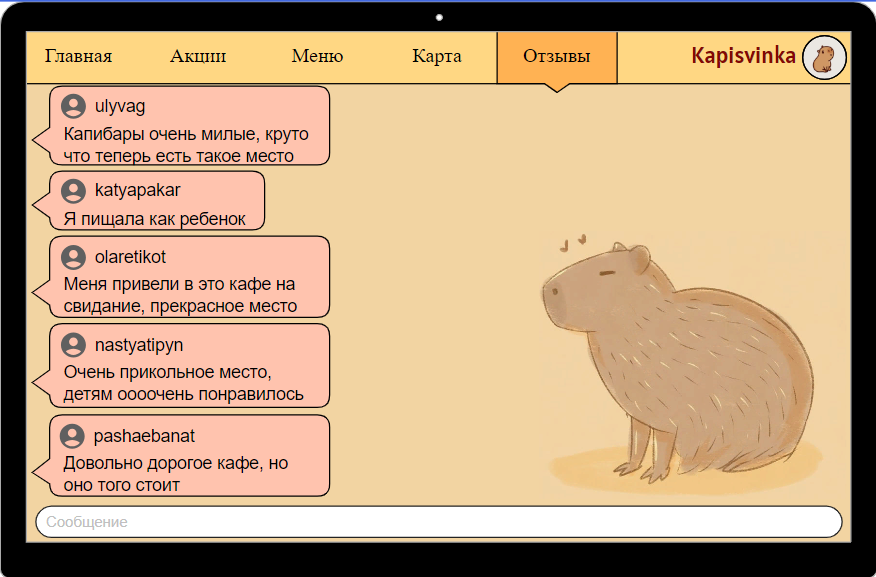 Главная Акции Меню Карта Отзывы Kapisvinka
ulyvag
Капибары очень милые, круто
что теперь есть такое место
katyapakar
Я пищала как ребенок
olaretikot
Меня привели в это кафе на
свидание, прекрасное место
nastyatipyn
Очень прикольное место,
детям оооочень понравилось
pashaebanat
Довольно дорогое кафе, но
оно того стоит
Сообщение